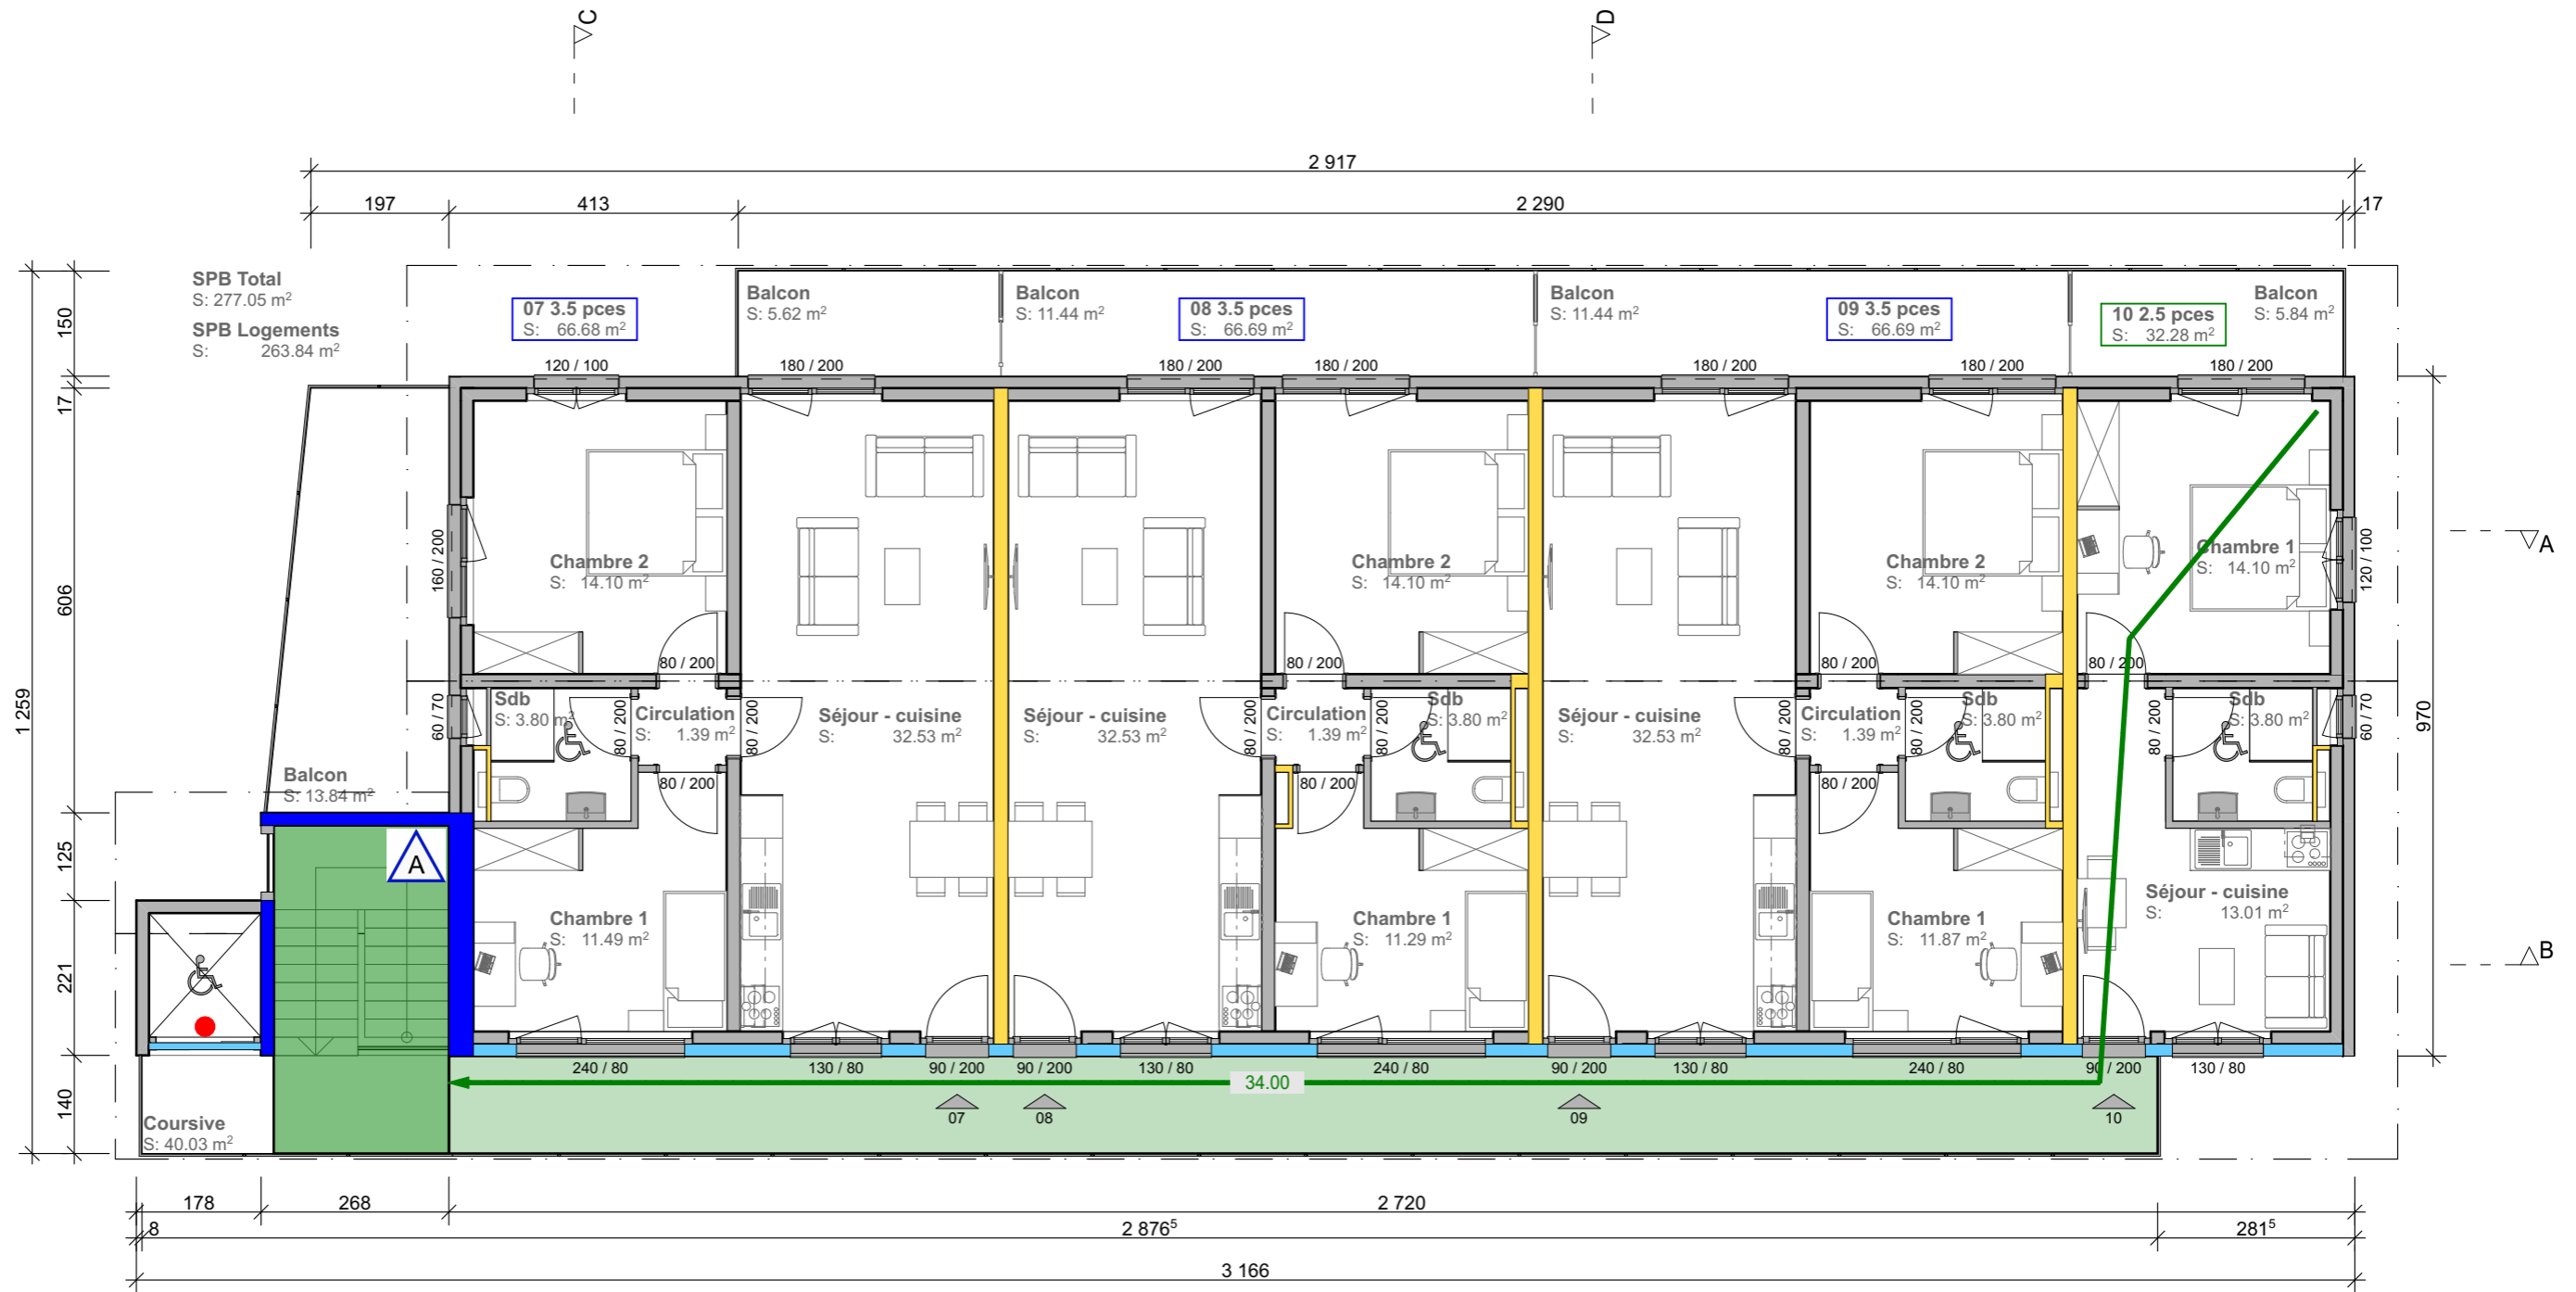 C
D
2 917
197
413
2 290
17
SPB Total
S: 277.05 m²
SPB Logements
S: 263.84 m²
07 3.5 pces
S: 66.68 m²
Balcon
S: 5.62 m²
Balcon
S: 11.44 m²
08 3.5 pces
S: 66.69 m²
Balcon
S: 11.44 m²
09 3.5 pces
S: 66.69 m²
10 2.5 pces
S: 32.28 m²
Balcon
S: 5.84 m²
120 / 100
180 / 200
180 / 200
180 / 200
180 / 200
180 / 200
180 / 200
1 259
150
17
606
125
221
140
970
160 / 200
60 / 70
120 / 100
60 / 70
A
B
Chambre 2
S: 14.10 m²
Chambre 2
S: 14.10 m²
Chambre 2
S: 14.10 m²
Chambre 1
S: 14.10 m²
80 / 200
80 / 200
80 / 200
80 / 200
Sdb
S: 3.80 m²
80 / 200
Circulation
S: 1.39 m²
80 / 200
Séjour - cuisine
S: 32.53 m²
Séjour - cuisine
S: 32.53 m²
80 / 200
Circulation
S: 1.39 m²
80 / 200
Sdb
S: 3.80 m²
Séjour - cuisine
S: 32.53 m²
80 / 200
Circulation
S: 1.39 m²
80 / 200
Sdb
S: 3.80 m²
80 / 200
Sdb
S: 3.80 m²
80 / 200
80 / 200
80 / 200
Balcon
S: 13.84 m²
A
Chambre 1
S: 11.49 m²
Chambre 1
S: 11.29 m²
Chambre 1
S: 11.87 m²
Séjour - cuisine
S: 13.01 m²
240 / 80
130 / 80
90 / 200
90 / 200
130 / 80
240 / 80
90 / 200
130 / 80
240 / 80
90 / 200
130 / 80
34.00
07
08
09
10
Coursive
S: 40.03 m²
178
268
2 720
8
2 876⁵
281⁵
3 166